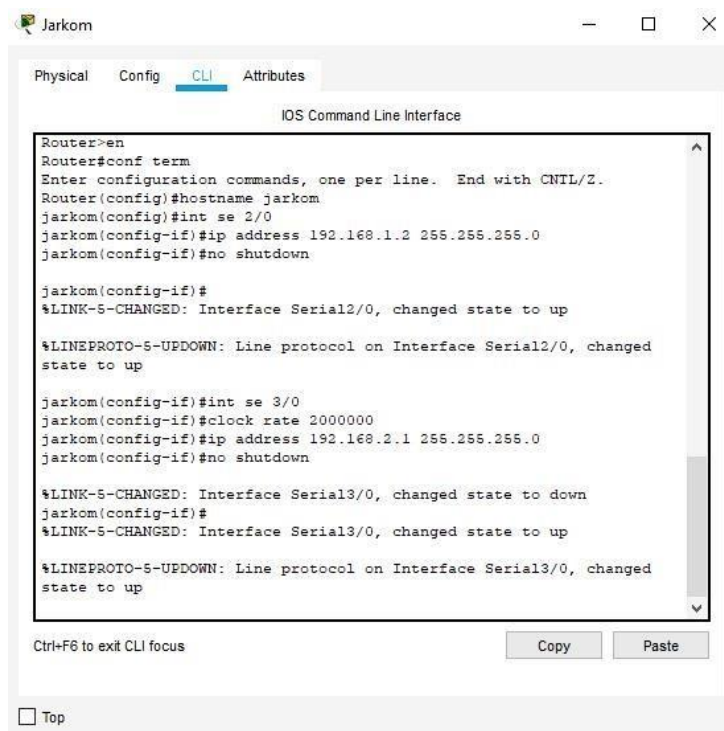 Jarkom
Physical Config CLI Attributes
IOS Command Line Interface
Router>en
Router#conf term
Enter configuration commands, one per line.  End with CNTL/Z.
Router(config)#hostname jarkom
jarkom(config)#int se 2/0
jarkom(config-if)#ip address 192.168.1.2 255.255.255.0
jarkom(config-if)#no shutdown
jarkom(config-if)#
%LINK-5-CHANGED: Interface Serial2/0, changed state to up
%LINEPROTO-5-UPDOWN: Line protocol on Interface Serial2/0, changed
state to up
jarkom(config-if)#int se 3/0
jarkom(config-if)#clock rate 2000000
jarkom(config-if)#ip address 192.168.2.1 255.255.255.0
jarkom(config-if)#no shutdown
%LINK-5-CHANGED: Interface Serial3/0, changed state to down
jarkom(config-if)#
%LINK-5-CHANGED: Interface Serial3/0, changed state to up
%LINEPROTO-5-UPDOWN: Line protocol on Interface Serial3/0, changed
state to up
Ctrl+F6 to exit CLI focus Copy Paste
Top